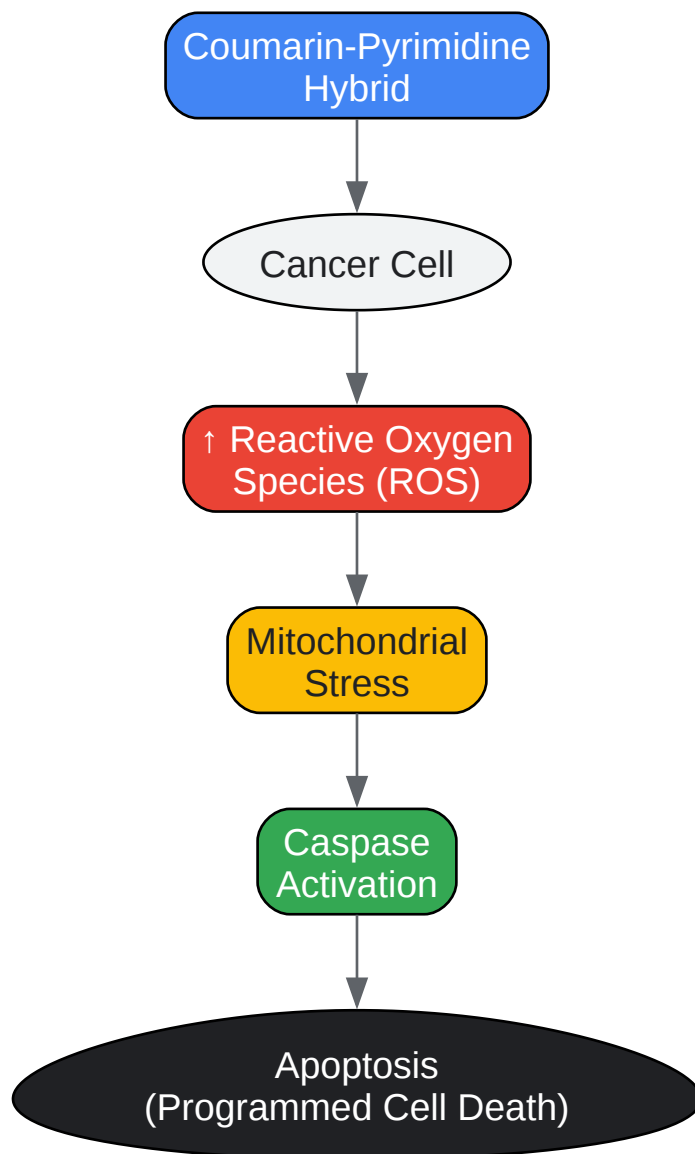 Coumarin-Pyrimidine
Hybrid
Cancer Cell
↑ Reactive Oxygen
Species (ROS)
Mitochondrial
Stress
Caspase
Activation
Apoptosis
(Programmed Cell Death)